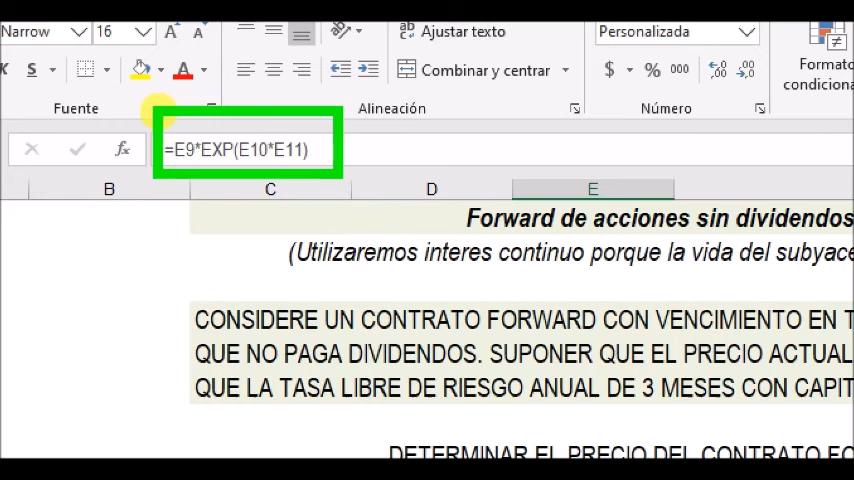 Narrow 16 A A Ajustar texto Personalizada
K S A Combinar y centrar $ % 000 Formato
condiciona
Fuente Alineación Número
fx =E9*EXP(E10*E11)
B C D E
Forward de acciones sin dividendos
(Utilizaremos interes continuo porque la vida del subyace
CONSIDERE UN CONTRATO FORWARD CON VENCIMIENTO EN T
QUE NO PAGA DIVIDENDOS. SUPONER QUE EL PRECIO ACTUAL
QUE LA TASA LIBRE DE RIESGO ANUAL DE 3 MESES CON CAPIT
DETERMINAR EL PRECIO DEL CONTRATO FO